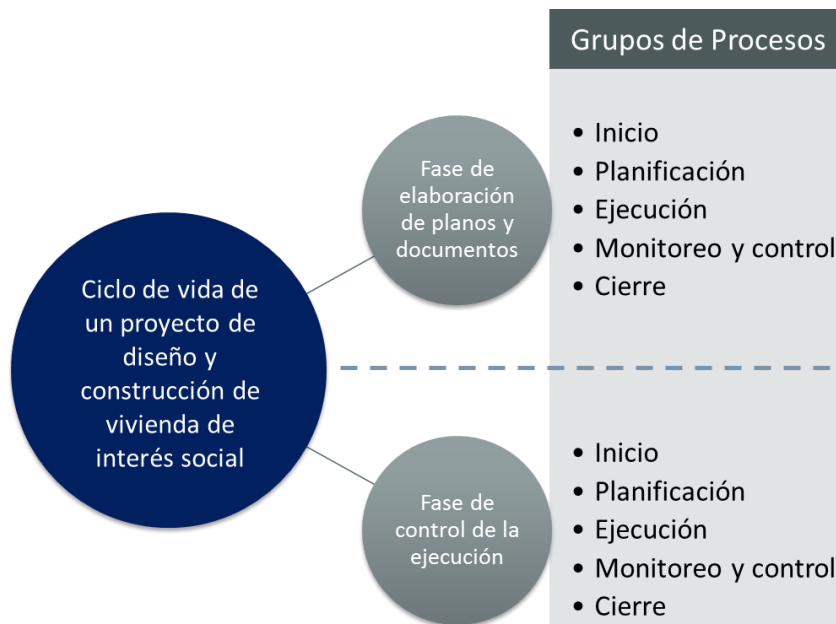 Grupos de Procesos
Ciclo de vida de
un proyecto de
diseño y
construcción de
vivienda de
interés social
Fase de
elaboración
de planos y
documentos
• Inicio
• Planificación
• Ejecución
• Monitoreo y control
• Cierre
Fase de
control de la
ejecución
• Inicio
• Planificación
• Ejecución
• Monitoreo y control
• Cierre